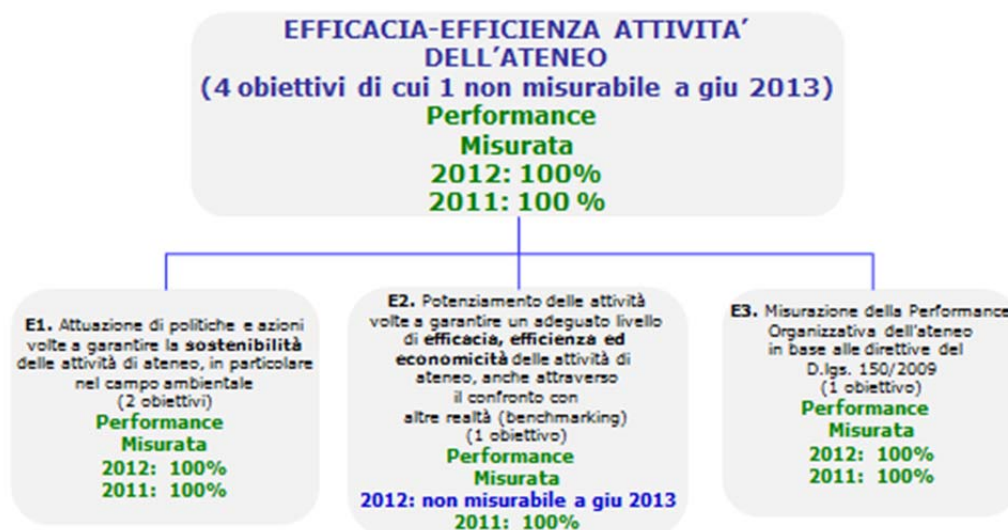 EFFICACIA-EFFICIENZA ATTIVITA’
DELL’ATENEO
(4 obiettivi di cui 1 non misurabile a giu 2013)
Performance
Misurata
2012: 100%
2011: 100 %
E1. Attuazione di politiche e azioni
volte a garantire la sostenibilità
delle attività di ateneo, in particolare
nel campo ambientale
(2 obiettivi)
Performance
Misurata
2012: 100%
2011: 100%
E2. Potenziamento delle attività
volte a garantire un adeguato livello
di efficacia, efficienza ed
economicità delle attività di
ateneo, anche attraverso
il confronto con
altre realtà (benchmarking)
(1 obiettivo)
Performance
Misurata
2012: non misurabile a giu 2013
2011: 100%
E3. Misurazione della Performance
Organizzativa dell'ateneo
in base alle direttive del
D.lgs. 150/2009
(1 obiettivo)
Performance
Misurata
2012: 100%
2011: 100%